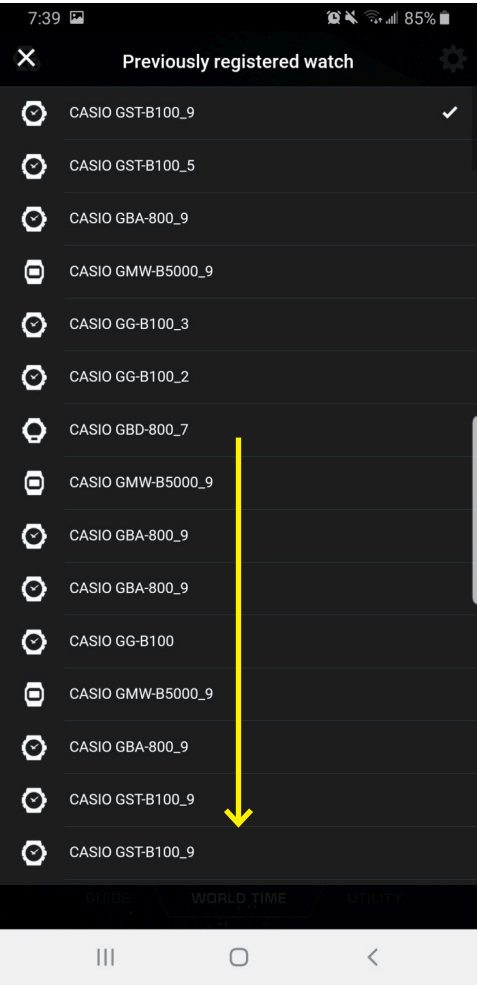 7:39 85%
Previously registered watch
CASIO GST-B100_9
CASIO GST-B100_5
CASIO GBA-800_9
CASIO GMW-B5000_9
CASIO GG-B100_3
CASIO GG-B100_2
CASIO GBD-800_7
CASIO GMW-B5000_9
CASIO GBA-800_9
CASIO GBA-800_9
CASIO GG-B100
CASIO GMW-B5000_9
CASIO GBA-800_9
CASIO GST-B100_9
CASIO GST-B100_9
GUIDE WORLD TIME UTILITY